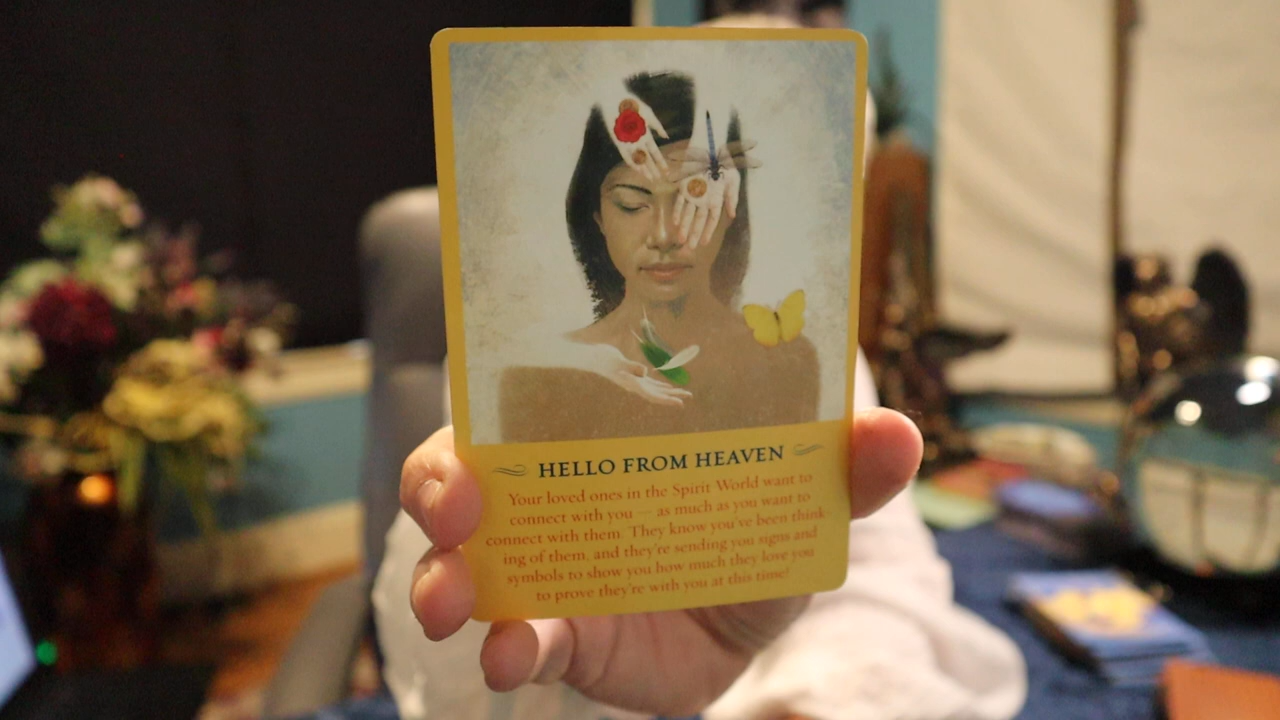 HELLO FROM HEAVEN
Your loved ones in the Spirit World want to
connect with you — as much as you want to
connect with them. They know you've been think-
ing of them, and they're sending you signs and
symbols to show you how much they love you
to prove they're with you at this time!